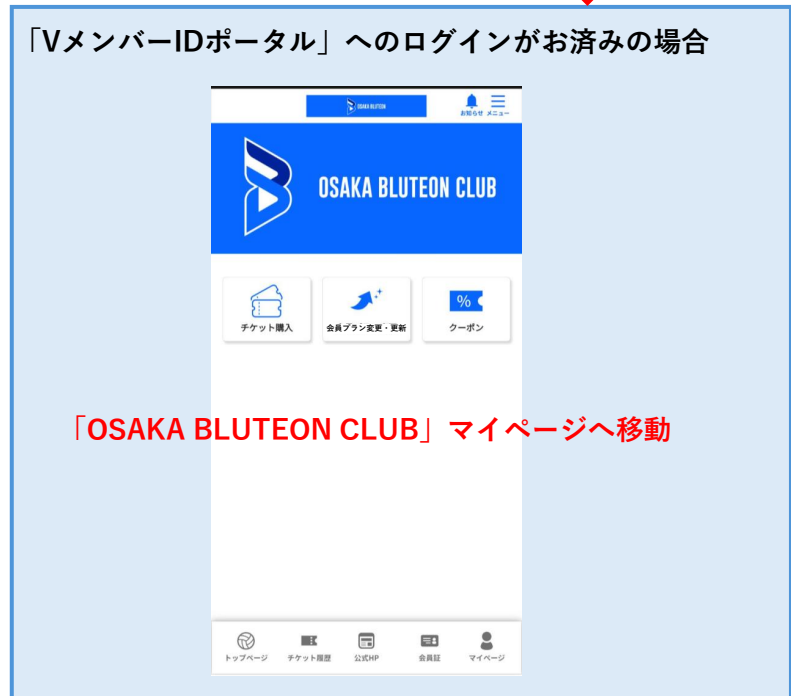 「VメンバーIDポータル」へのログインがお済みの場合
OSAKA BLUTEON
お知らせ メニュー
OSAKA BLUTEON CLUB
%
チケット購入 会員プラン変更・更新 クーポン
「OSAKA BLUTEON CLUB」マイページへ移動
トップページ チケット履歴 公式HP 会員証 マイページ